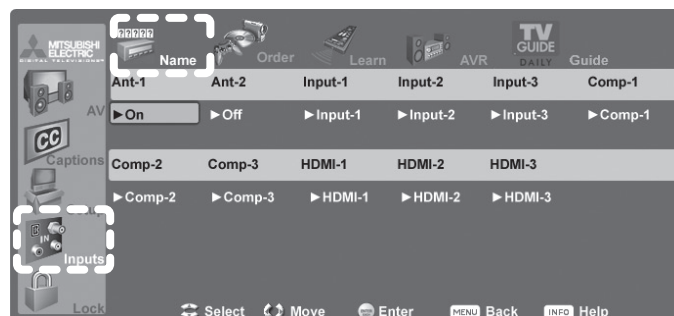 MITSUBISHI
ELECTRIC
DIGITAL TELEVISIONS
?????
Name
Order
Learn
AVR
TV
GUIDE
DAILY
Guide
Ant-1 Ant-2 Input-1 Input-2 Input-3 Comp-1
AV
►On ►Off ►Input-1 ►Input-2 ►Input-3 ►Comp-1
CC
Captions
Comp-2 Comp-3 HDMI-1 HDMI-2 HDMI-3
►Comp-2 ►Comp-3 ►HDMI-1 ►HDMI-2 ►HDMI-3
IN
Inputs
Lock
Select Move Enter MENU Back INFO Help